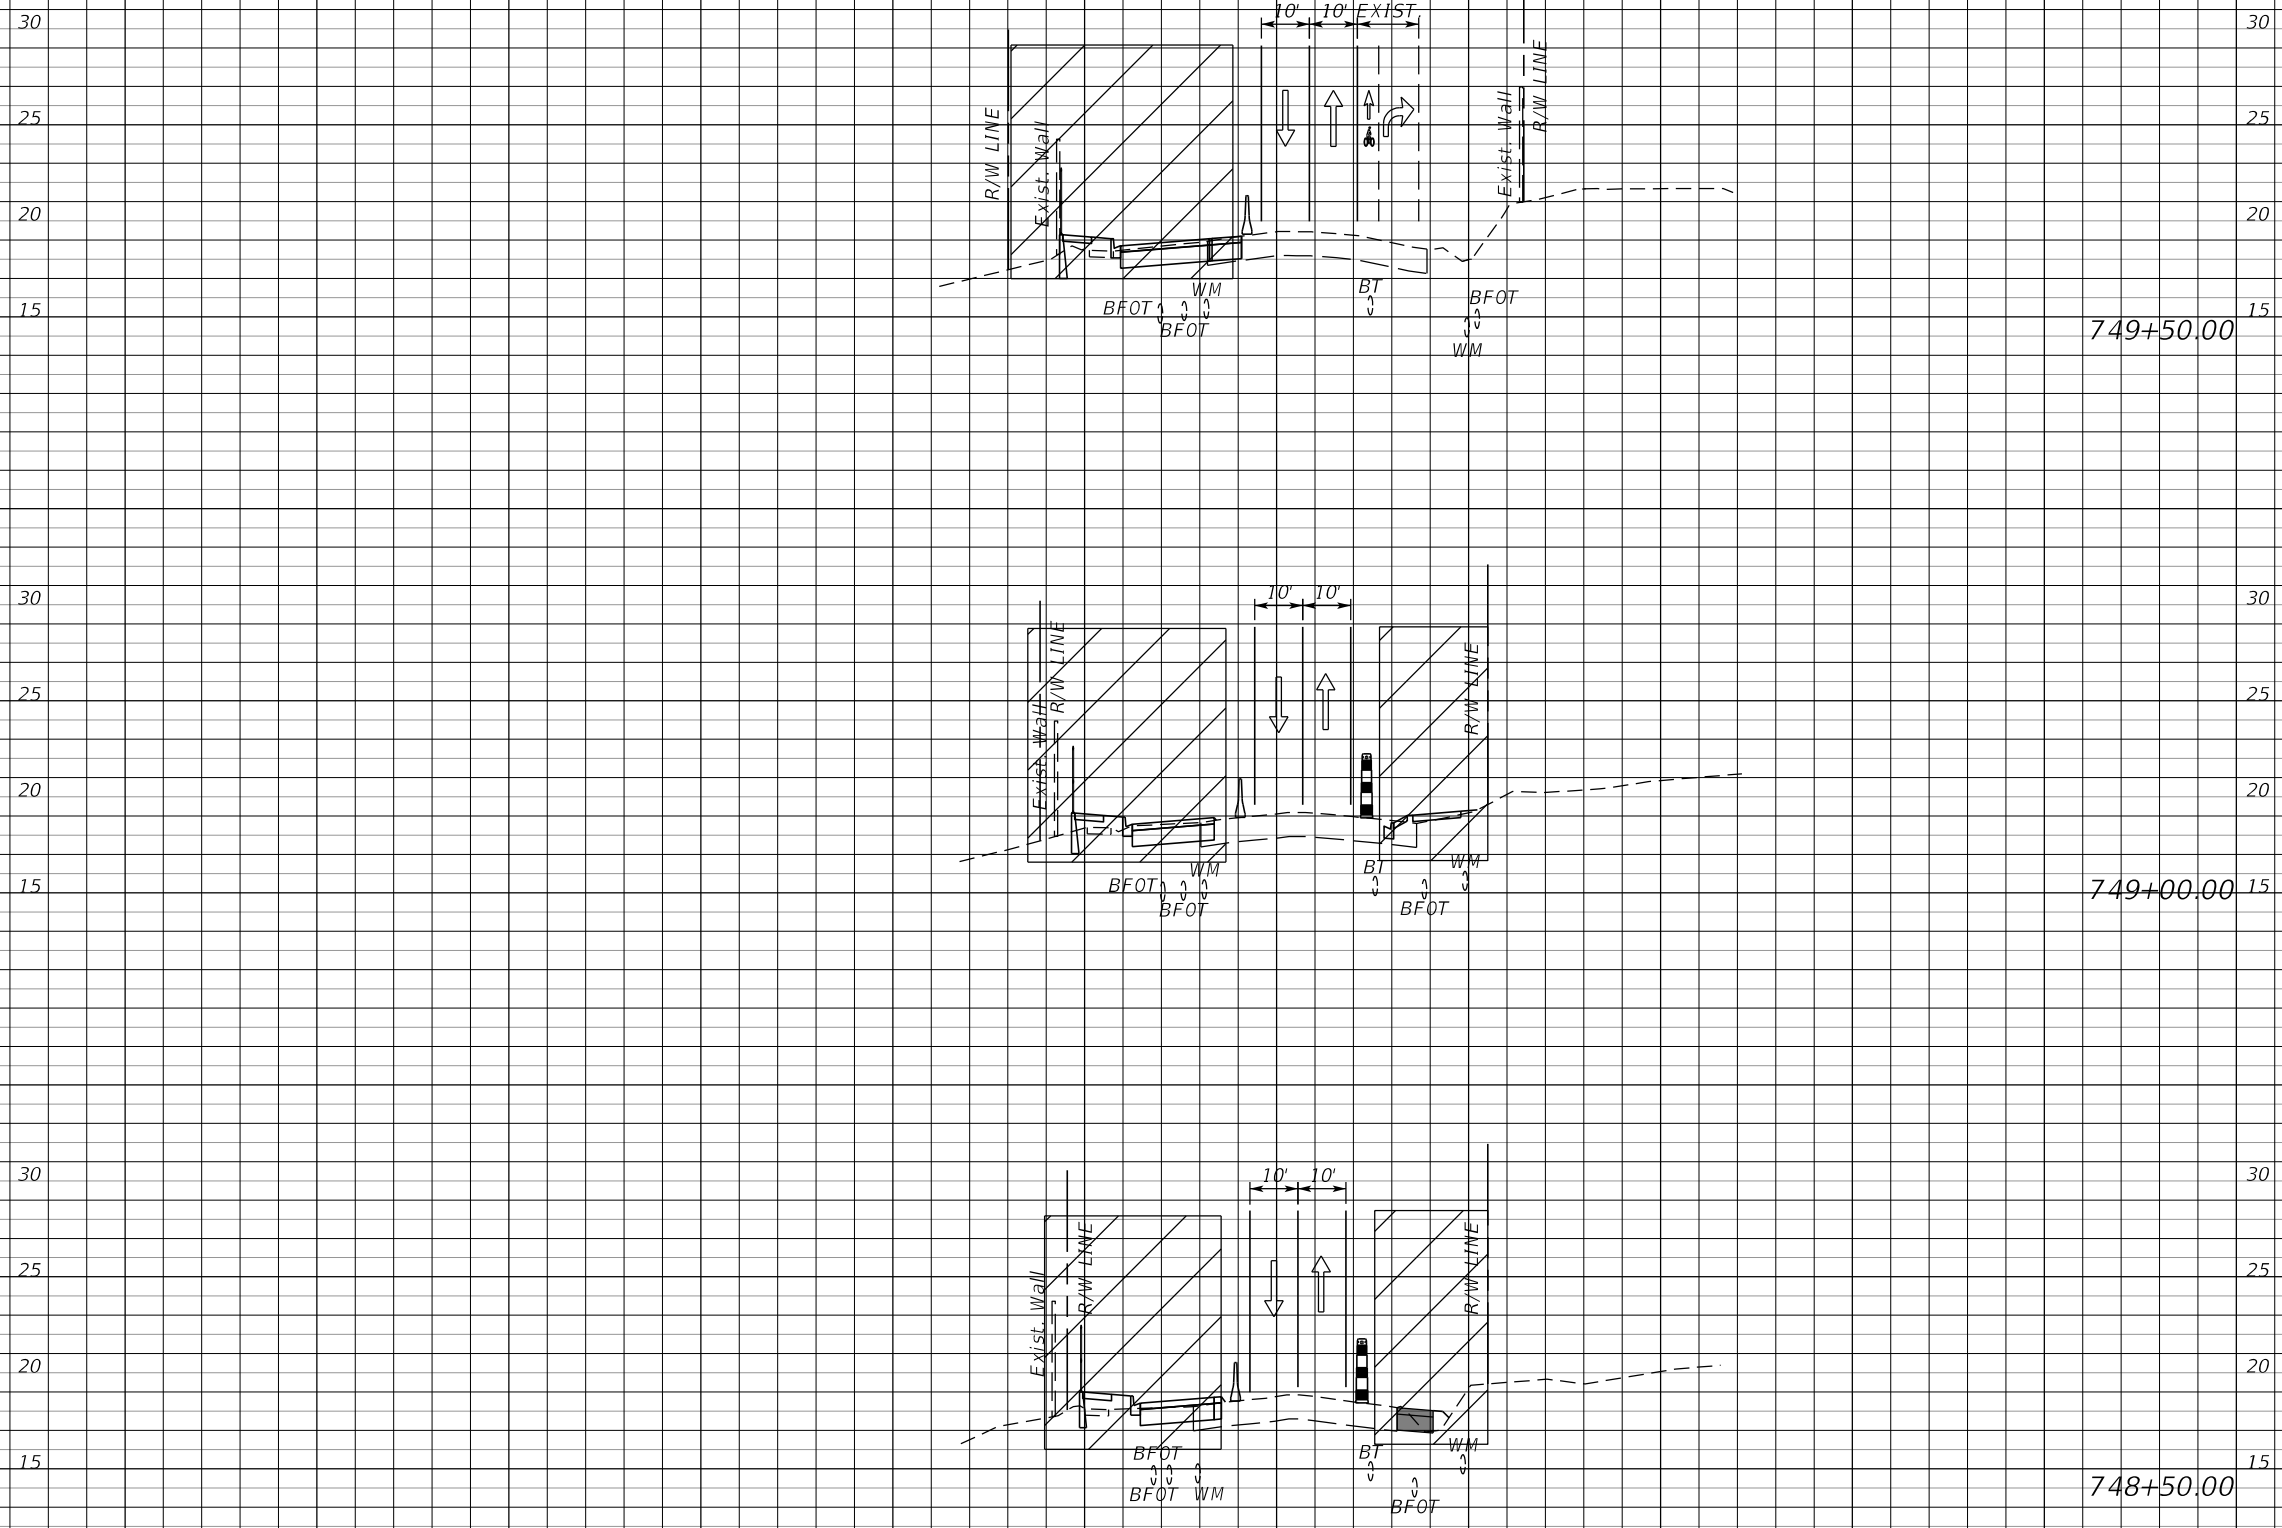 10' 10' EXIST.
30 30
R/W LINE
R/W LINE
Exist. Wall
Exist. Wall
25 25
20 20
WM
BT
BFOT
BFOT
15 15
BFOT
749+50.00
WM
10' 10'
30 30
R/W LINE
R/W LINE
25 25
Exist. Wall
20 20
WM
BT
WM
BFOT
15 749+00.00 15
BFOT
BFOT
10' 10'
30 30
R/W LINE
R/W LINE
25 25
Exist. Wall
20 20
WM
BFOT
BT
15 15
748+50.00
BFOT WM
BFOT